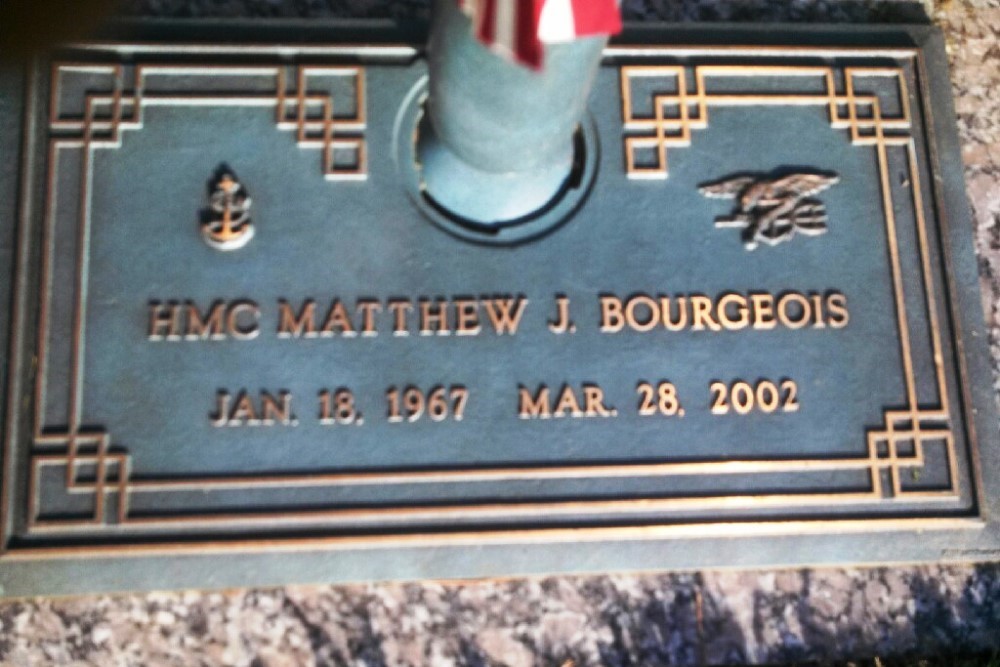 HMC MATTHEW J. BOURGEOIS
JAN. 18, 1967 MAR. 28, 2002